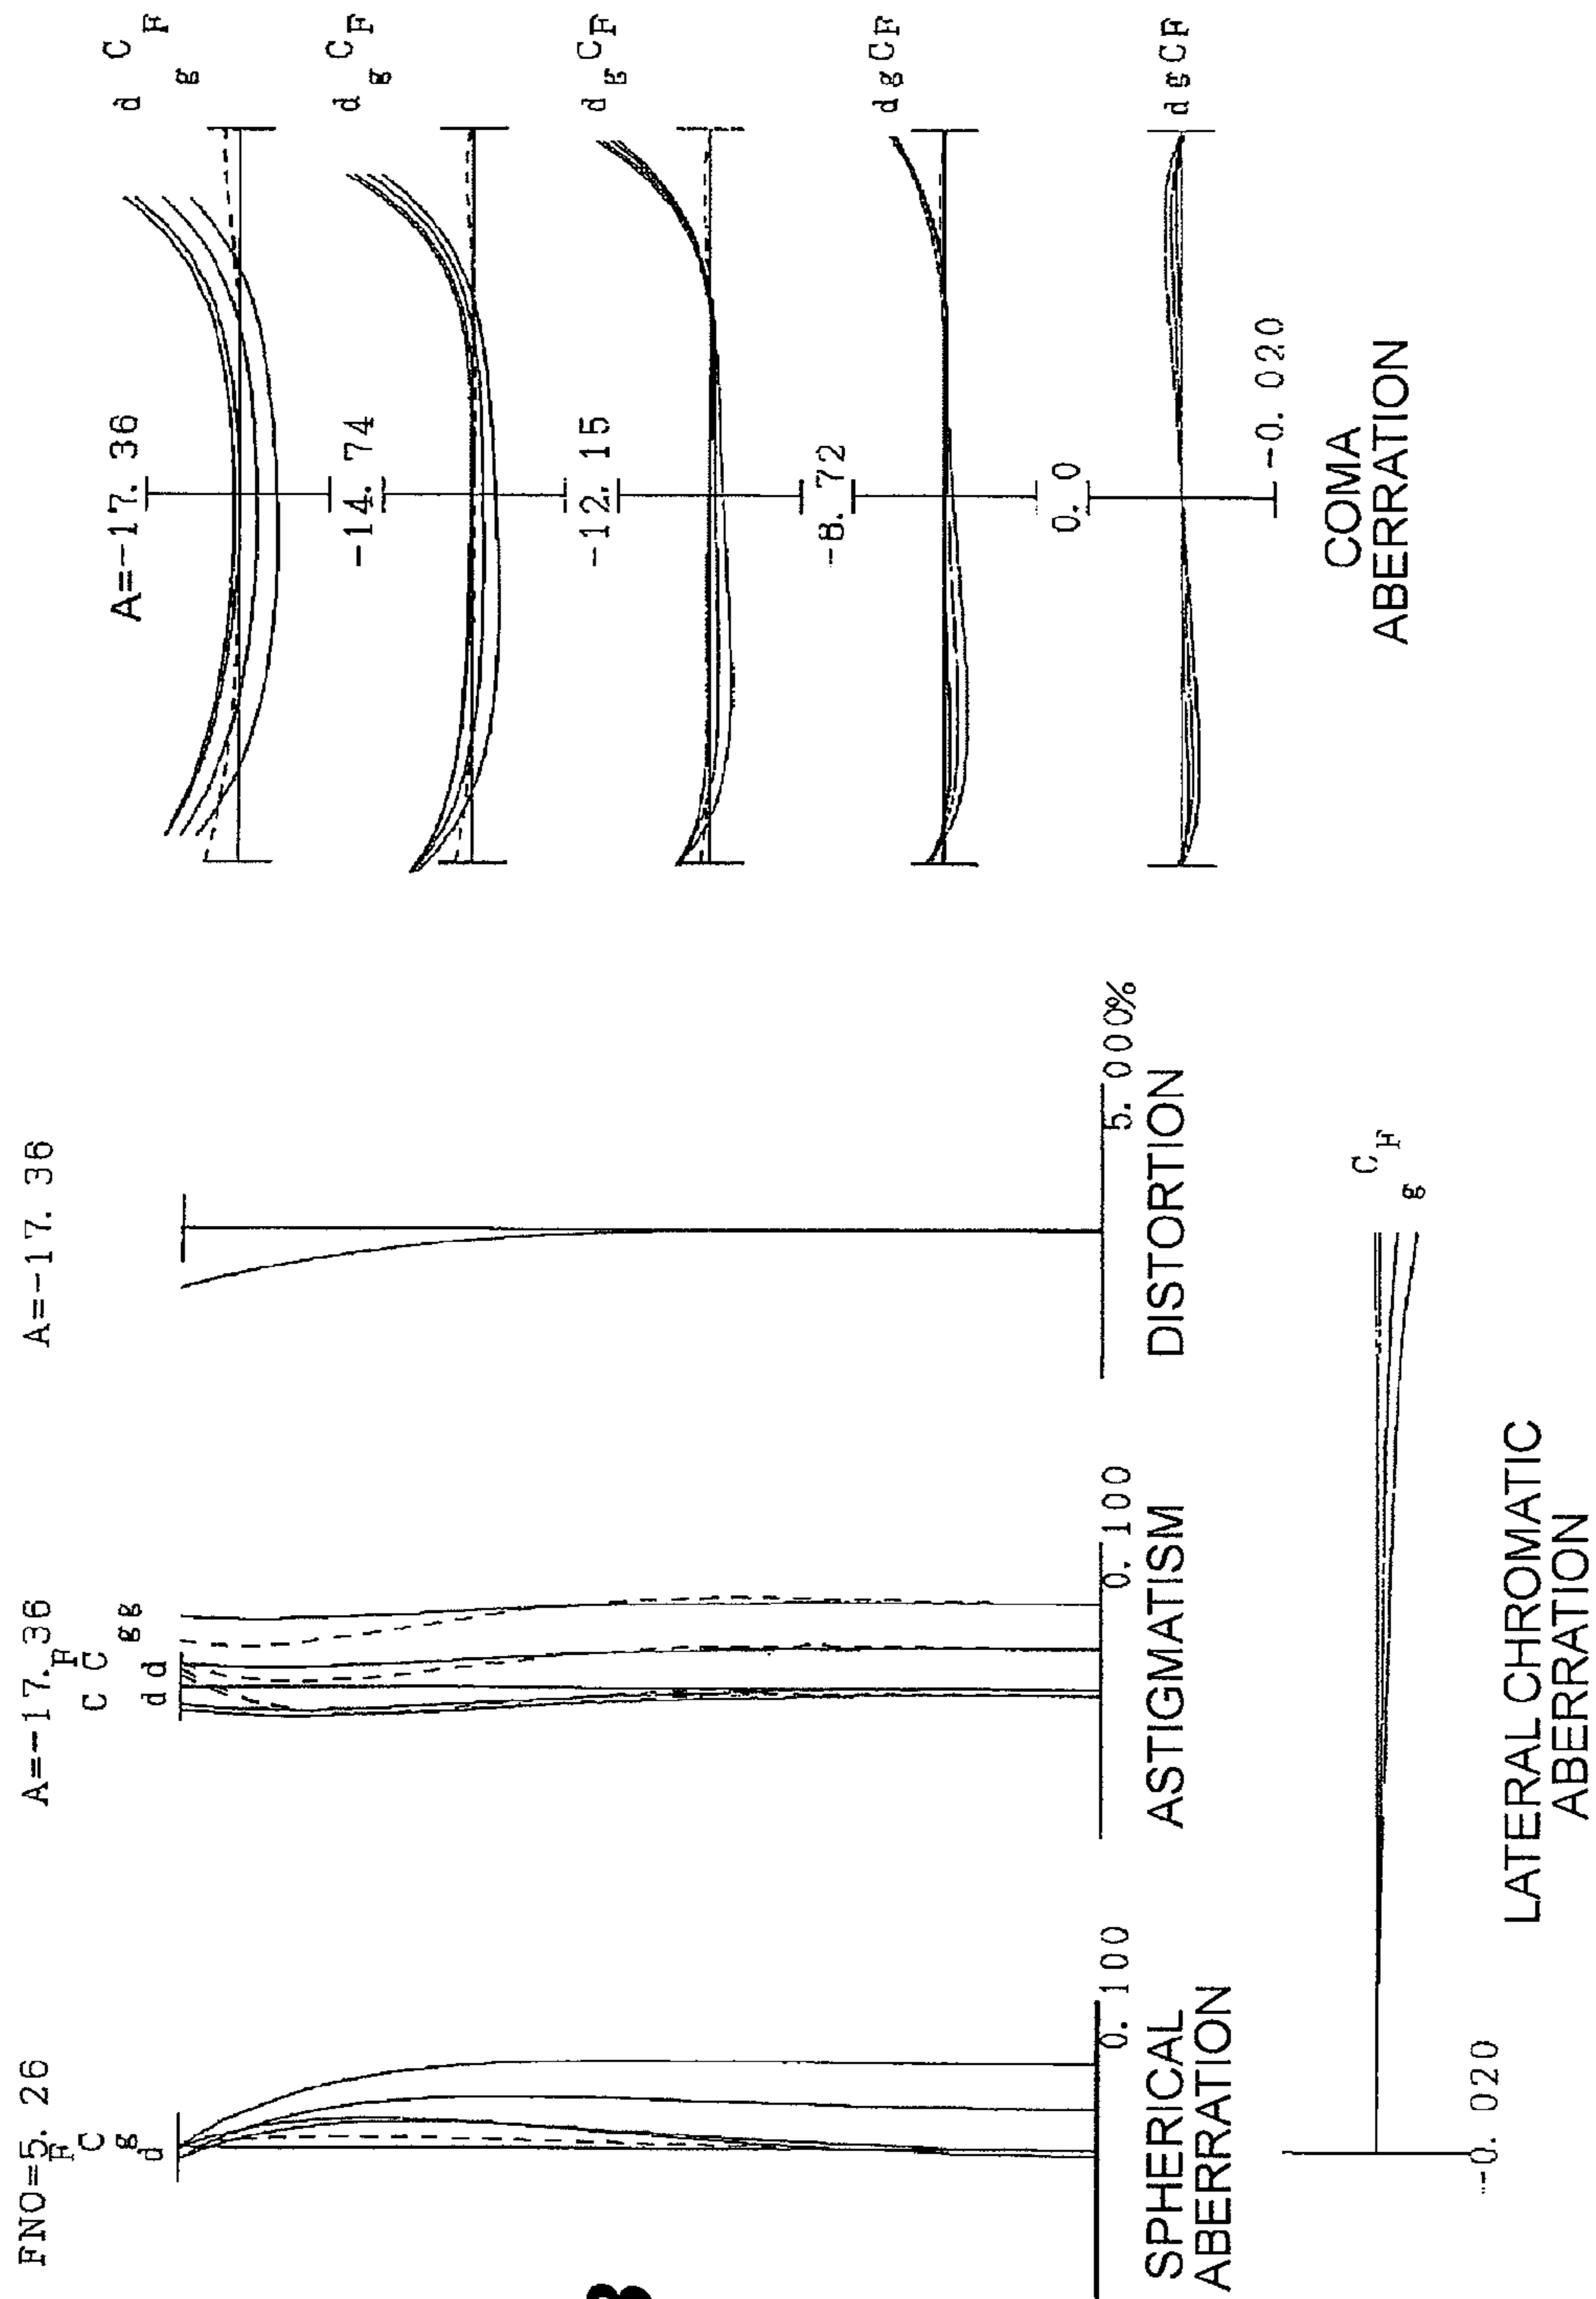 FNO=5. 26
F
C
g
d
0. 100
SPHERICAL
ABERRATION
A=-17. 36
F
C C g g
d d
0. 100
ASTIGMATISM
A=-17. 36
5. 000%
DISTORTION
-0. 020
C
F
g
LATERAL CHROMATIC
ABERRATION
A=-17. 36
d g C F
-14. 74
d g C F
-12. 15
d g C F
-8. 72
d g C F
0. 0
d g C F
-0. 020
COMA
ABERRATION